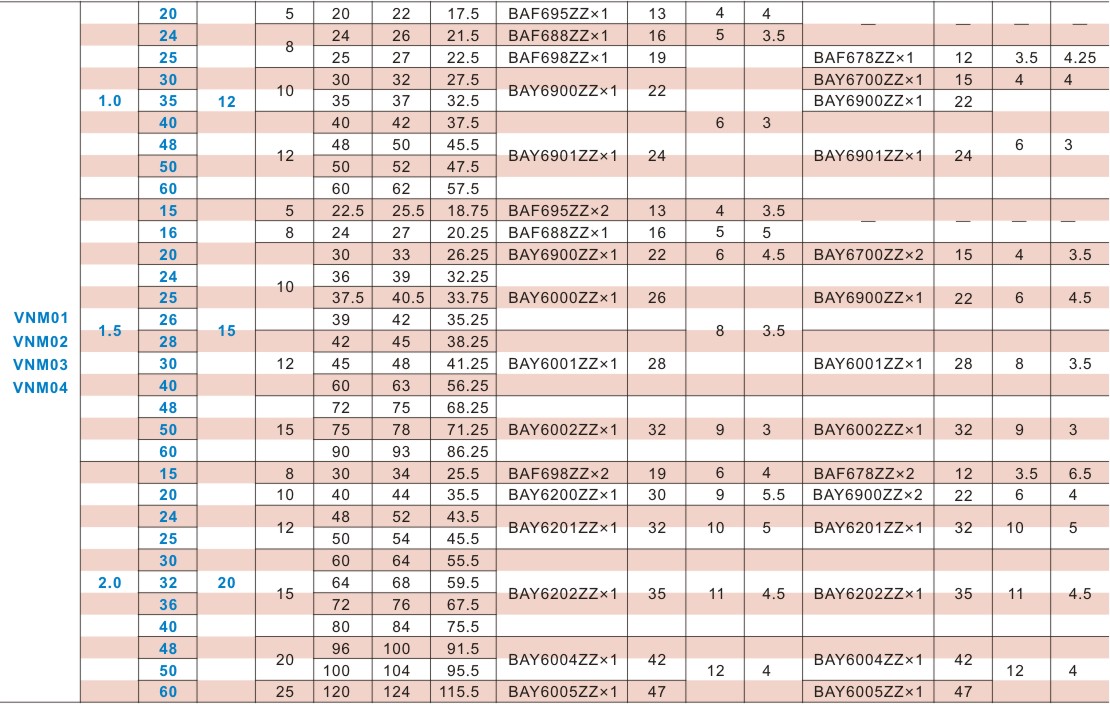 20 5 20 22 17.5 BAF695ZZ×1 13 4 4 — — — —
24 8 24 26 21.5 BAF688ZZ×1 16 5 3.5
25 25 27 22.5 BAF698ZZ×1 19 BAF678ZZ×1 12 3.5 4.25
30 10 30 32 27.5 BAY6900ZZ×1 22 BAY6700ZZ×1 15 4 4
1.0 35 12 35 37 32.5 BAY6900ZZ×1 22
40 40 42 37.5 6 3
48 12 48 50 45.5 BAY6901ZZ×1 24 BAY6901ZZ×1 24 6 3
50 50 52 47.5
60 60 62 57.5
15 5 22.5 25.5 18.75 BAF695ZZ×2 13 4 3.5 — — — —
16 8 24 27 20.25 BAF688ZZ×1 16 5 5
20 10 30 33 26.25 BAY6900ZZ×1 22 6 4.5 BAY6700ZZ×2 15 4 3.5
24 36 39 32.25
25 37.5 40.5 33.75 BAY6000ZZ×1 26 BAY6900ZZ×1 22 6 4.5
VNM01 26 39 42 35.25
1.5 15 8 3.5
VNM02 28 42 45 38.25
VNM03 30 12 45 48 41.25 BAY6001ZZ×1 28 BAY6001ZZ×1 28 8 3.5
VNM04 40 60 63 56.25
48 72 75 68.25
50 15 75 78 71.25 BAY6002ZZ×1 32 9 3 BAY6002ZZ×1 32 9 3
60 90 93 86.25
15 8 30 34 25.5 BAF698ZZ×2 19 6 4 BAF678ZZ×2 12 3.5 6.5
20 10 40 44 35.5 BAY6200ZZ×1 30 9 5.5 BAY6900ZZ×2 22 6 4
24 12 48 52 43.5 BAY6201ZZ×1 32 10 5 BAY6201ZZ×1 32 10 5
25 50 54 45.5
30 60 64 55.5
2.0 32 20 64 68 59.5
36 15 72 76 67.5 BAY6202ZZ×1 35 11 4.5 BAY6202ZZ×1 35 11 4.5
40 80 84 75.5
48 20 96 100 91.5 BAY6004ZZ×1 42 BAY6004ZZ×1 42
50 100 104 95.5 12 4 12 4
60 25 120 124 115.5 BAY6005ZZ×1 47 BAY6005ZZ×1 47